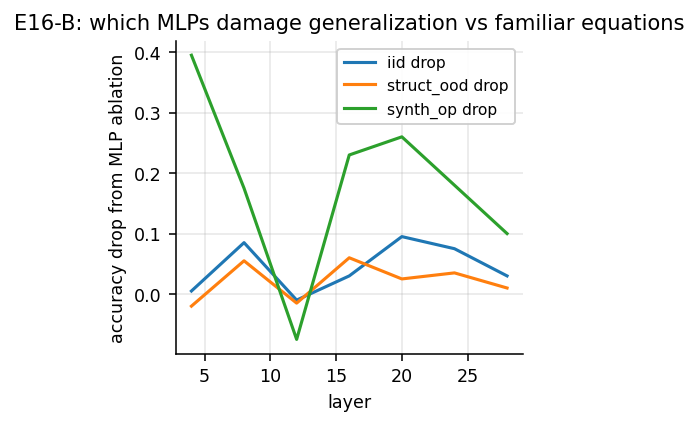 E16-B: which MLPs damage generalization vs familiar equations
accuracy drop from MLP ablation
0.4
0.3
0.2
0.1
0.0
iid drop
struct_ood drop
synth_op drop
5
10
15
20
25
layer